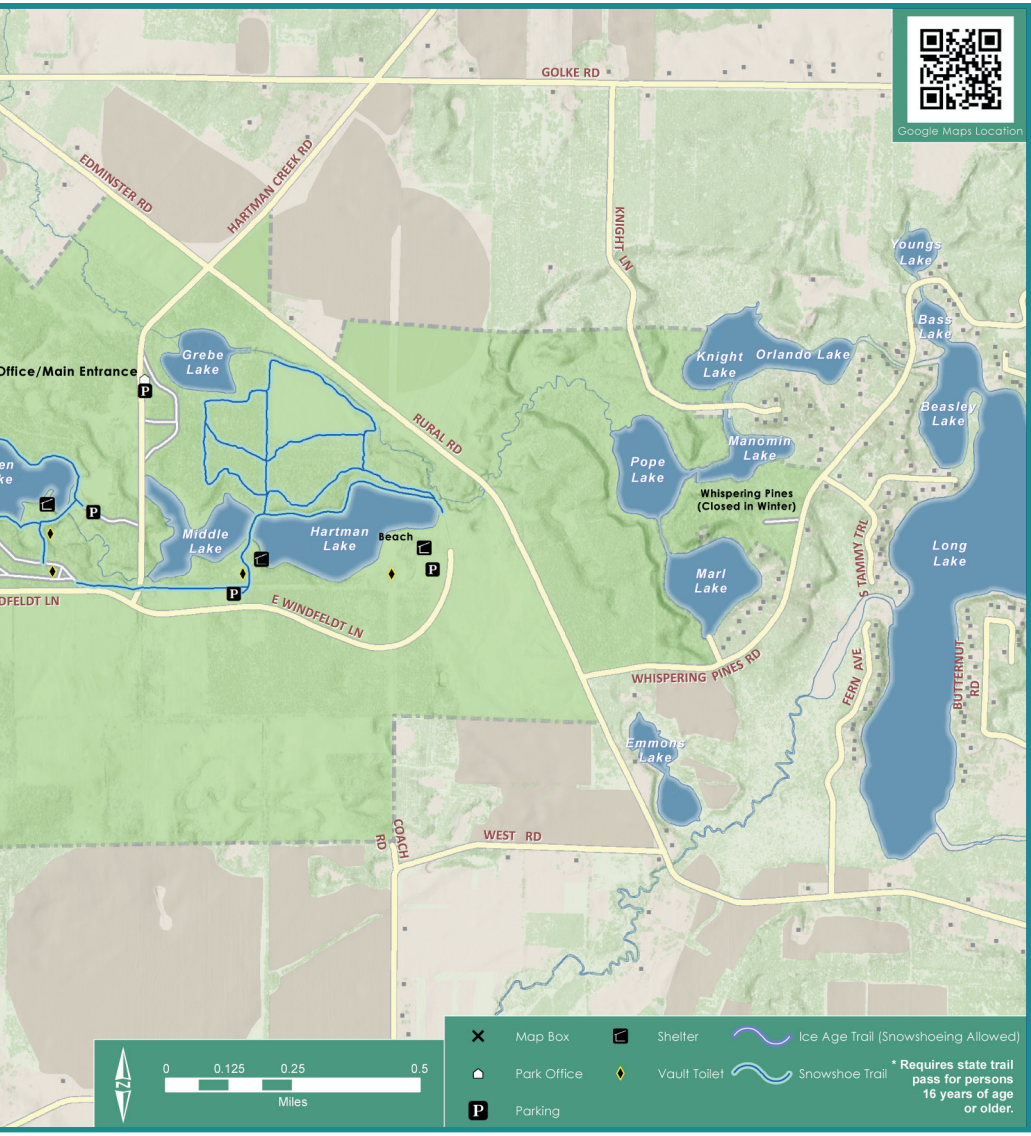 GOLKE RD
Google Maps Location
EDMINSTER RD
HARTMAN CREEK RD
KNIGHT LN
Youngs
Lake
Bass
Lake
Grebe
Lake
Knight
Lake
Orlando Lake
Office/Main Entrance
P
Beasley
Lake
RURAL RD
Manomin
Lake
Pope
Lake
en
ke
Whispering Pines
(Closed in Winter)
P
Middle
Lake
Hartman
Lake
Beach
S TAMMY TRL
Long
Lake
P
Marl
Lake
P
DFELDT LN
E WINDFELDT LN
WHISPERING PINES RD
FERN AVE
BUTTERNUT
RD
Emmons
Lake
COACH
RD
WEST RD
N
0 0.125 0.25 0.5
Miles
Map Box
Shelter
Ice Age Trail (Snowshoeing Allowed)
Park Office
Vault Toilet
Snowshoe Trail
* Requires state trail
pass for persons
16 years of age
or older.
P Parking